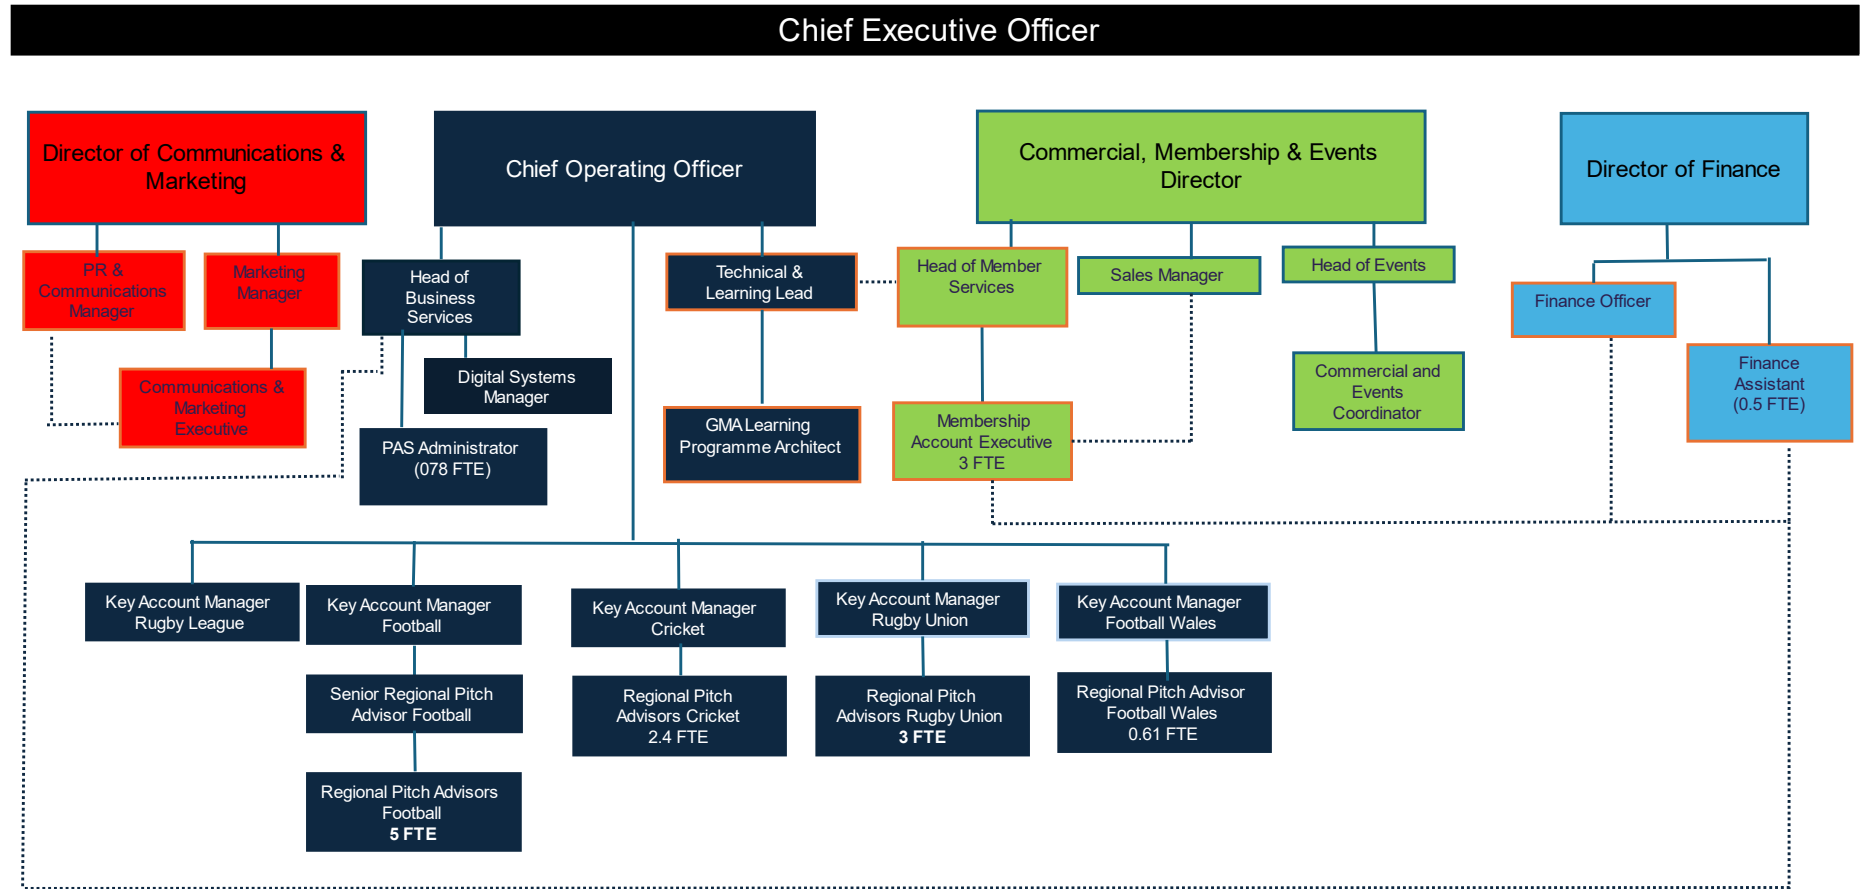 Chief Executive Officer
Director of Communications &
Marketing
Chief Operating Officer
Commercial, Membership & Events
Director
Director of Finance
PR &
Communications
Manager
Marketing
Manager
Head of
Business
Services
Technical &
Learning Lead
Head of Member
Services
Sales Manager
Head of Events
Finance Officer
Communications &
Marketing
Executive
Digital Systems
Manager
PAS Administrator
(078 FTE)
GMA Learning
Programme Architect
Membership
Account Executive
3 FTE
Commercial and
Events
Coordinator
Finance
Assistant
(0.5 FTE)
Key Account Manager
Rugby League
Key Account Manager
Football
Key Account Manager
Cricket
Key Account Manager
Rugby Union
Key Account Manager
Football Wales
Senior Regional Pitch
Advisor Football
Regional Pitch
Advisors Cricket
2.4 FTE
Regional Pitch
Advisors Rugby Union
3 FTE
Regional Pitch Advisor
Football Wales
0.61 FTE
Regional Pitch Advisors
Football
5 FTE